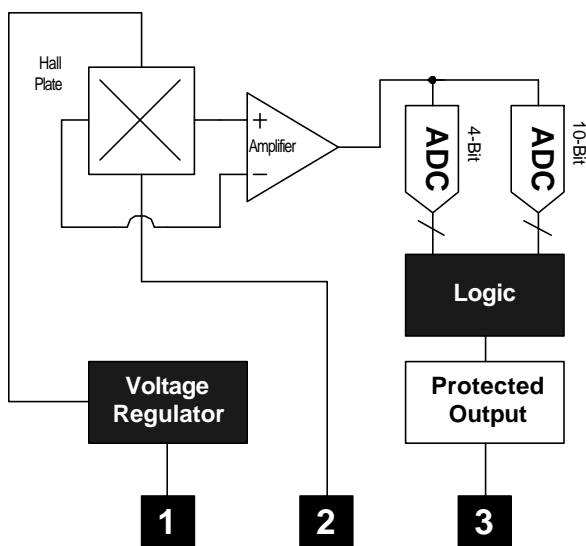 Hall
Plate
+
Amplifier
−
ADC
4-Bit
ADC
10-Bit
Logic
Voltage
Regulator
Protected
Output
1
2
3